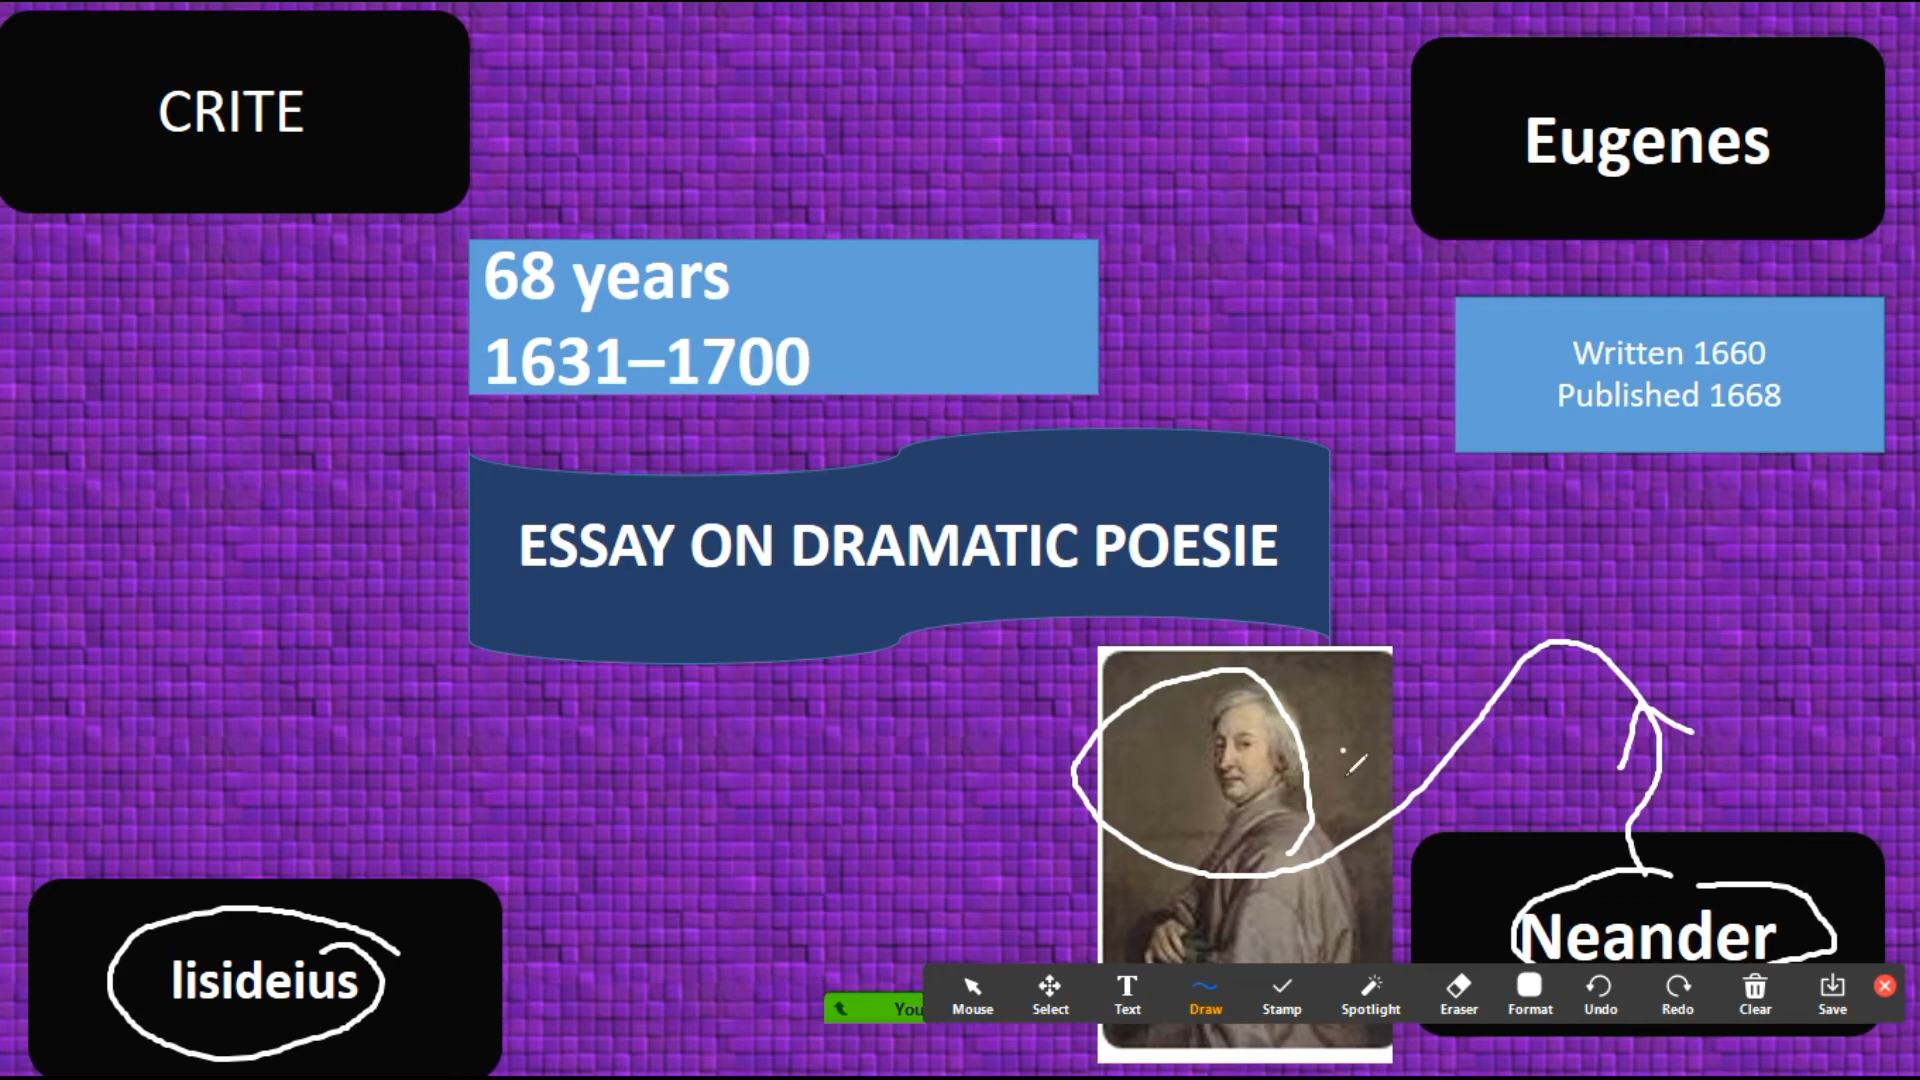 CRITE
Eugenes
68 years
1631–1700
Written 1660
Published 1668
ESSAY ON DRAMATIC POESIE
lisideius
Neander
You
Mouse Select Text Draw Stamp Spotlight Eraser Format Undo Redo Clear Save